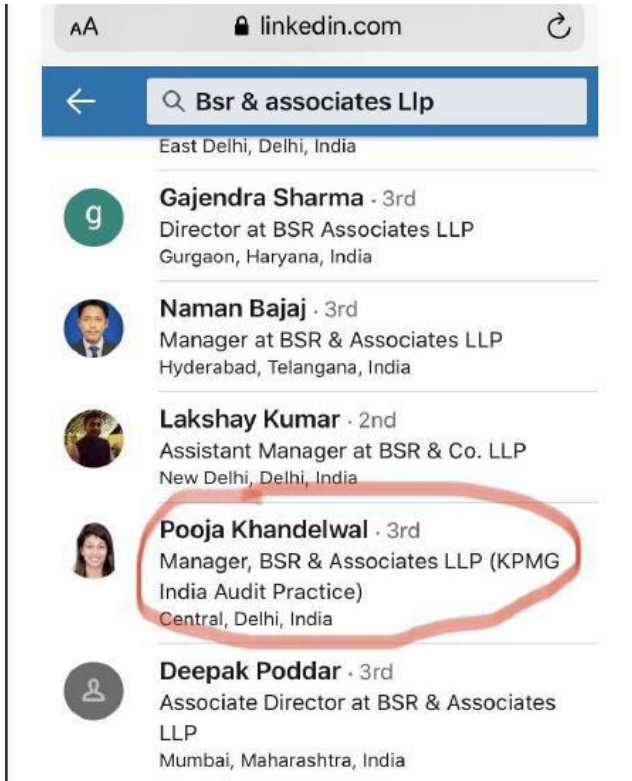 AA linkedin.com
Bsr & associates Llp
East Delhi, Delhi, India
g
Gajendra Sharma · 3rd
Director at BSR Associates LLP
Gurgaon, Haryana, India
Naman Bajaj · 3rd
Manager at BSR & Associates LLP
Hyderabad, Telangana, India
Lakshay Kumar · 2nd
Assistant Manager at BSR & Co. LLP
New Delhi, Delhi, India
Pooja Khandelwal · 3rd
Manager, BSR & Associates LLP (KPMG
India Audit Practice)
Central, Delhi, India
Deepak Poddar · 3rd
Associate Director at BSR & Associates
LLP
Mumbai, Maharashtra, India